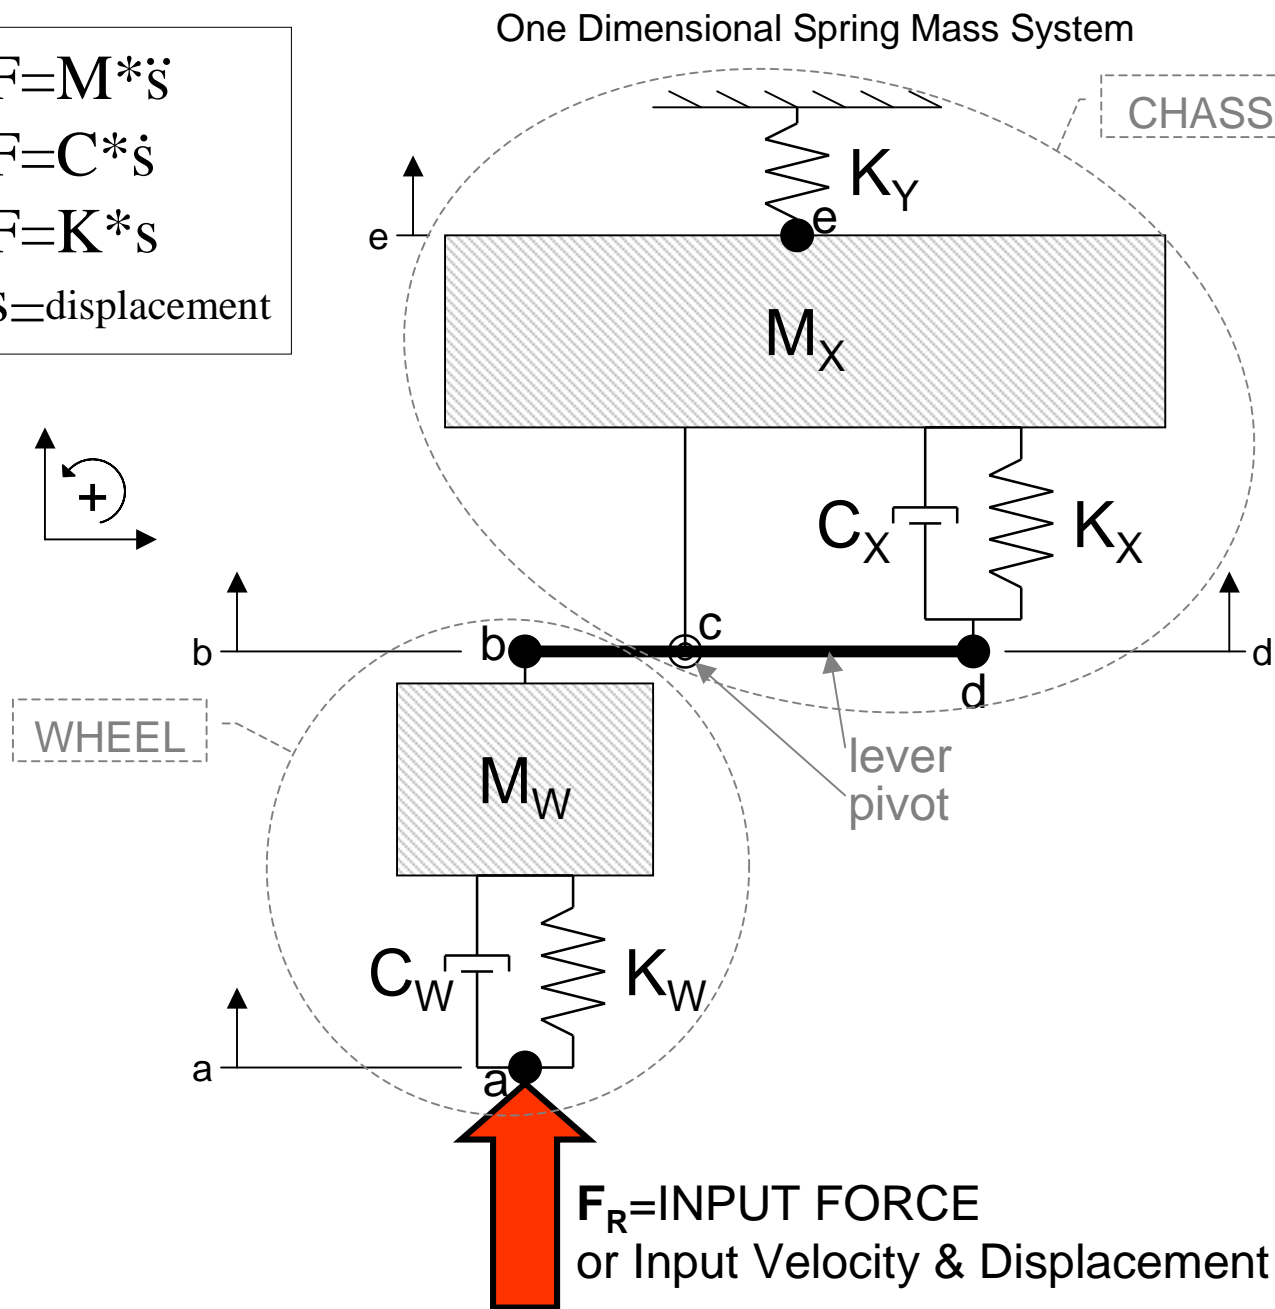 One Dimensional Spring Mass System
F=M*s̈
F=C*ṡ
F=K*s
s=displacement
CHASS
K_Y
e
e
M_X
+
C_X
K_X
c
b
b
d
d
WHEEL
lever
pivot
M_W
C_W
K_W
a
a
F_R=INPUT FORCE
or Input Velocity & Displacement